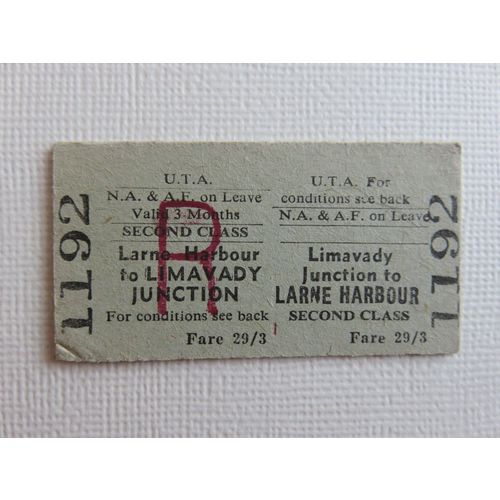 1192
U.T.A.
N.A. & A.F. on Leave
Valid 3 Months
SECOND CLASS
Larne Harbour
to LIMAVADY
JUNCTION
For conditions see back
Fare 29/3
R
U.T.A. For
conditions see back
N.A. & A.F. on Leave
Limavady
Junction to
LARNE HARBOUR
SECOND CLASS
Fare 29/3
1192